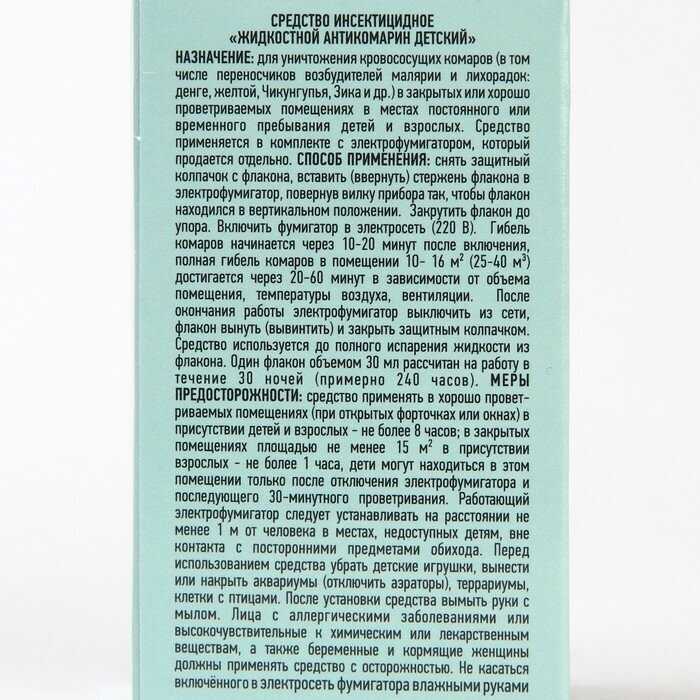 СРЕДСТВО ИНСЕКТИЦИДНОЕ
«ЖИДКОСТНОЙ АНТИКОМАРИН ДЕТСКИЙ»
НАЗНАЧЕНИЕ: для уничтожения кровососущих комаров (в том
числе переносчиков возбудителей малярии и лихорадок:
денге, желтой, Чикунгупья, Зика и др.) в закрытых или хорошо
проветриваемых помещениях в местах постоянного или
временного пребывания детей и взрослых. Средство
применяется в комплекте с электрофумигатором, который
продается отдельно. СПОСОБ ПРИМЕНЕНИЯ: снять защитный
колпачок с флакона, вставить (ввернуть) стержень флакона в
электрофумигатор, повернув вилку прибора так, чтобы флакон
находился в вертикальном положении. Закрутить флакон до
упора. Включить фумигатор в электросеть (220 В). Гибель
комаров начинается через 10-20 минут после включения,
полная гибель комаров в помещении 10- 16 м² (25-40 м³)
достигается через 20-60 минут в зависимости от объема
помещения, температуры воздуха, вентиляции. После
окончания работы электрофумигатор выключить из сети,
флакон вынуть (вывинтить) и закрыть защитным колпачком.
Средство используется до полного испарения жидкости из
флакона. Один флакон объемом 30 мл рассчитан на работу в
течение 30 ночей (примерно 240 часов). МЕРЫ
ПРЕДОСТОРОЖНОСТИ: средство применять в хорошо провет-
риваемых помещениях (при открытых форточках или окнах) в
присутствии детей и взрослых - не более 8 часов; в закрытых
помещениях площадью не менее 15 м² в присутствии
взрослых - не более 1 часа, дети могут находиться в этом
помещении только после отключения электрофумигатора и
последующего 30-минутного проветривания. Работающий
электрофумигатор следует устанавливать на расстоянии не
менее 1 м от человека в местах, недоступных детям, вне
контакта с посторонними предметами обихода. Перед
использованием средства убрать детские игрушки, вынести
или накрыть аквариумы (отключить аэраторы), террариумы,
клетки с птицами. После установки средства вымыть руки с
мылом. Лица с аллергическими заболеваниями или
высокочувствительные к химическим или лекарственным
веществам, а также беременные и кормящие женщины
должны применять средство с осторожностью. Не касаться
включённого в электросеть фумигатора влажными руками